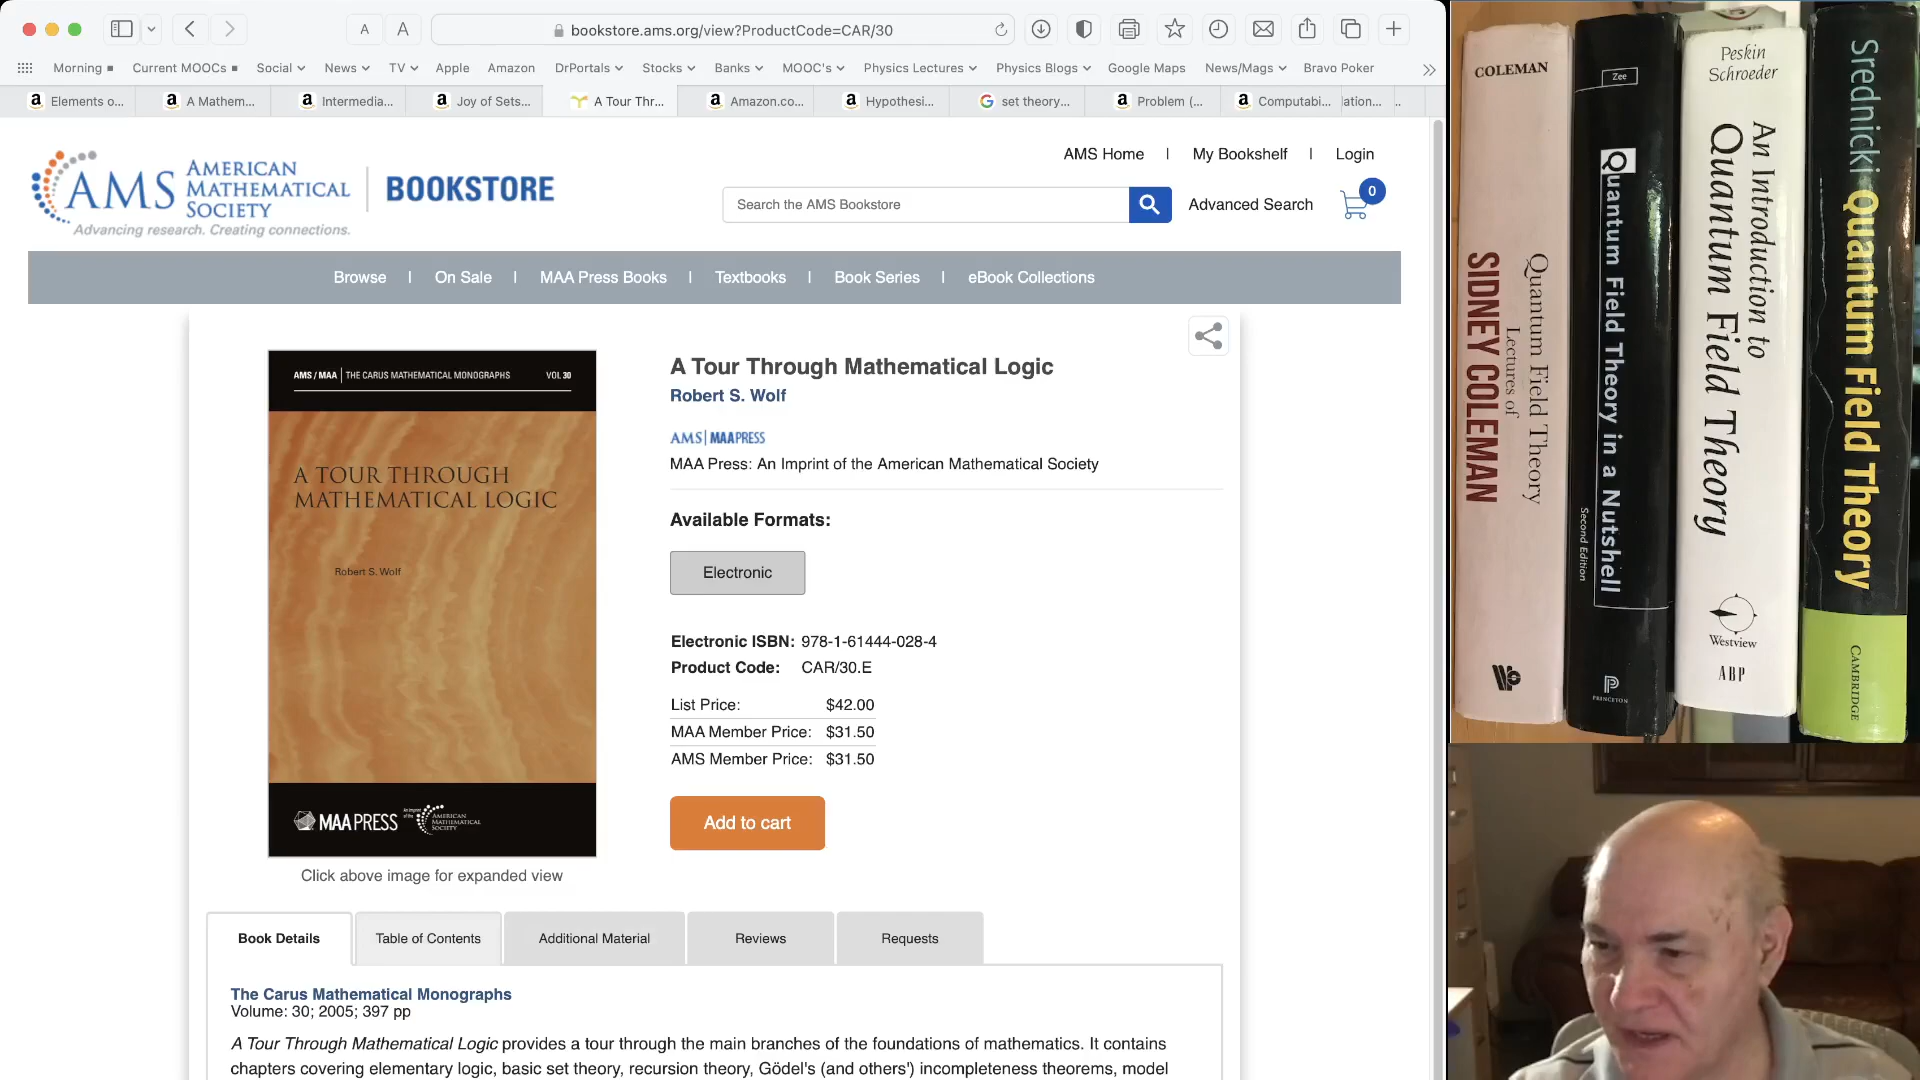 A A bookstore.ams.org/view?ProductCode=CAR/30
Morning Current MOOCs Social News TV Apple Amazon DrPortals Stocks Banks MOOC's Physics Lectures Physics Blogs Google Maps News/Mags Bravo Poker
Elements o... A Mathem... Intermedia... Joy of Sets... A Tour Thr... Amazon.co... Hypothesi... set theory... Problem (... Computabi... lation...
AMS Home | My Bookshelf | Login
AMS AMERICAN MATHEMATICAL SOCIETY | BOOKSTORE
Advancing research. Creating connections.
Search the AMS Bookstore Advanced Search 0
Browse | On Sale | MAA Press Books | Textbooks | Book Series | eBook Collections
AMS / MAA | THE CARUS MATHEMATICAL MONOGRAPHS VOL 30
A TOUR THROUGH
MATHEMATICAL LOGIC
Robert S. Wolf
MAA PRESS An Imprint of the AMERICAN MATHEMATICAL SOCIETY
Click above image for expanded view
A Tour Through Mathematical Logic
Robert S. Wolf
AMS | MAA PRESS
MAA Press: An Imprint of the American Mathematical Society
Available Formats:
Electronic
Electronic ISBN: 978-1-61444-028-4
Product Code: CAR/30.E
List Price: $42.00
MAA Member Price: $31.50
AMS Member Price: $31.50
Add to cart
Book Details Table of Contents Additional Material Reviews Requests
The Carus Mathematical Monographs
Volume: 30; 2005; 397 pp
A Tour Through Mathematical Logic provides a tour through the main branches of the foundations of mathematics. It contains
chapters covering elementary logic, basic set theory, recursion theory, Gödel's (and others') incompleteness theorems, model
COLEMAN
Quantum Field Theory
Lectures of
SIDNEY COLEMAN
Zee
Quantum Field Theory in a Nutshell
Second Edition
PRINCETON
Peskin
Schroeder
An Introduction to
Quantum Field Theory
Westview
ABP
Srednicki Quantum Field Theory
CAMBRIDGE